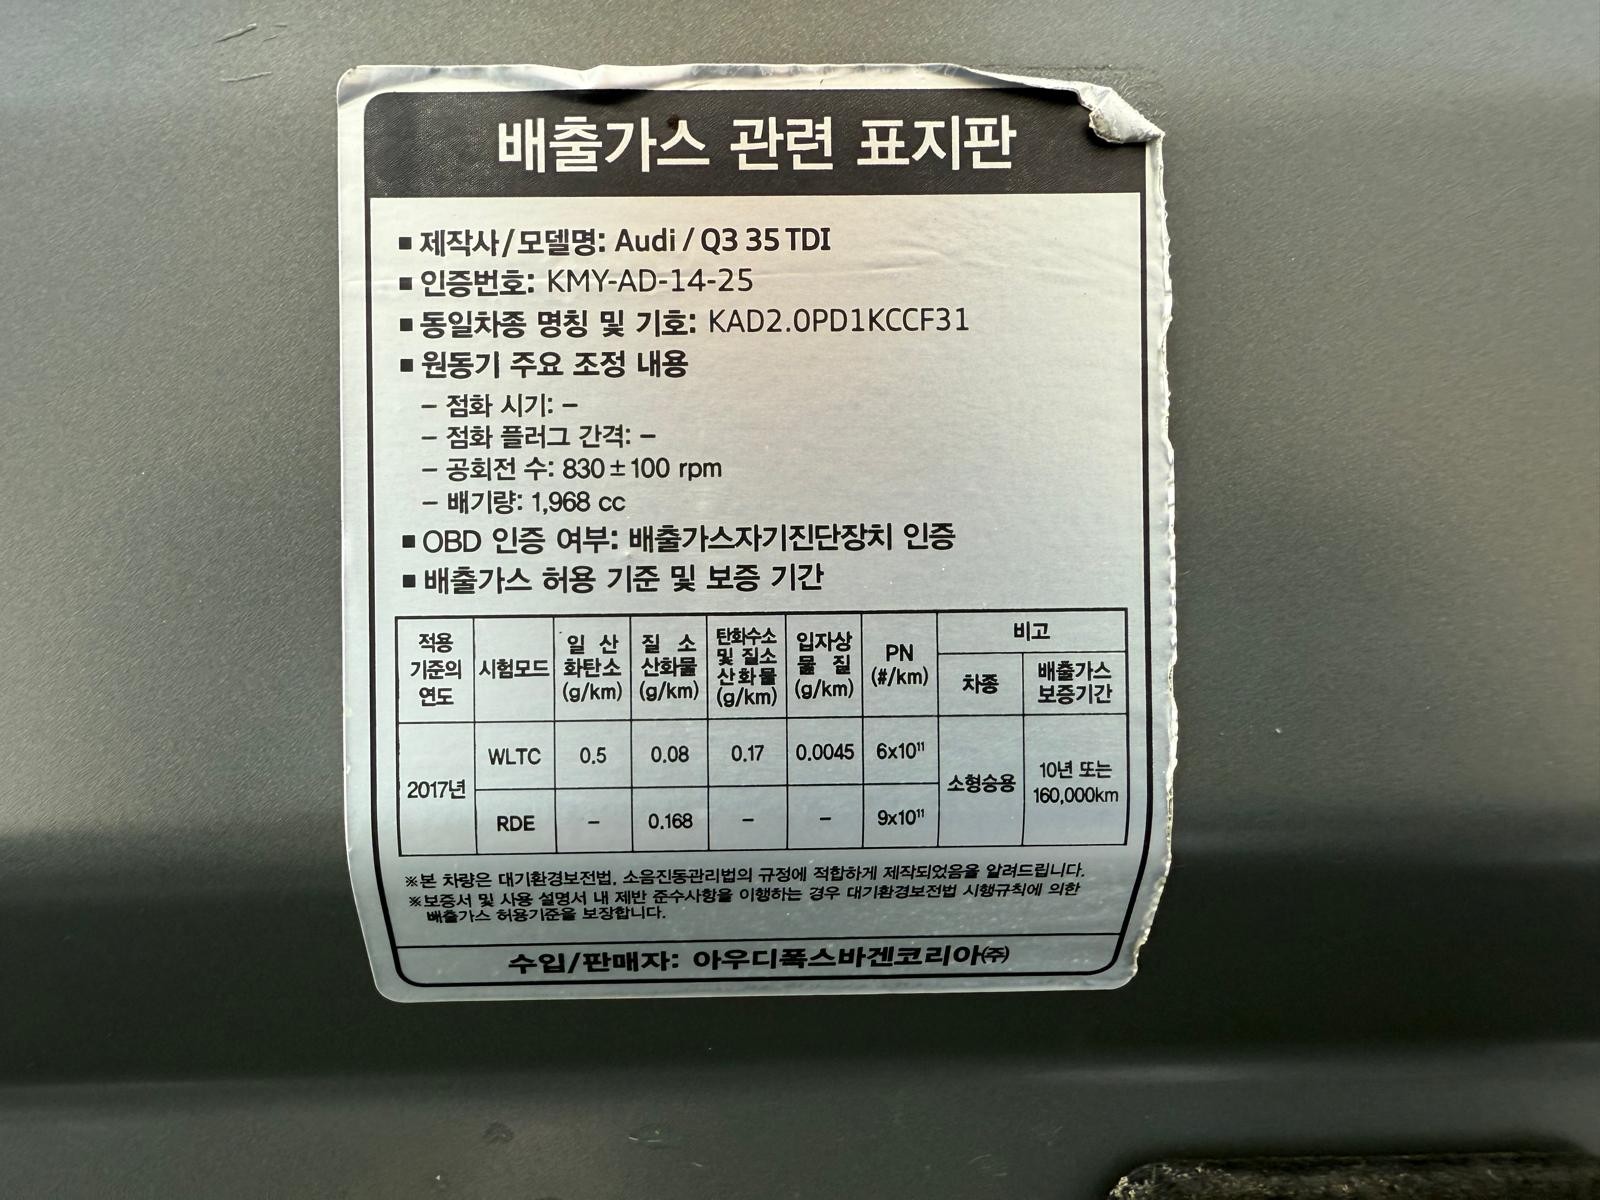 배출가스 관련 표지판
■ 제작사/모델명: Audi / Q3 35 TDI
■ 인증번호: KMY-AD-14-25
■ 동일차종 명칭 및 기호: KAD2.0PD1KCCF31
■ 원동기 주요 조정 내용
– 점화 시기: –
– 점화 플러그 간격: –
– 공회전 수: 830±100 rpm
– 배기량: 1,968 cc
■ OBD 인증 여부: 배출가스자기진단장치 인증
■ 배출가스 허용 기준 및 보증 기간
적용 기준의 연도 시험모드 일산화탄소 (g/km) 질소산화물 (g/km) 탄화수소 및 질소산화물 (g/km) 입자상물질 (g/km) PN (#/km) 비고
차종 배출가스 보증기간
2017년 WLTC 0.5 0.08 0.17 0.0045 6x10¹¹ 소형승용 10년 또는 160,000km
RDE – 0.168 – – 9x10¹¹
※본 차량은 대기환경보전법, 소음진동관리법의 규정에 적합하게 제작되었음을 알려드립니다.
※보증서 및 사용 설명서 내 제반 준수사항을 이행하는 경우 대기환경보전법 시행규칙에 의한
배출가스 허용기준을 보장합니다.
수입/판매자: 아우디폭스바겐코리아㈜